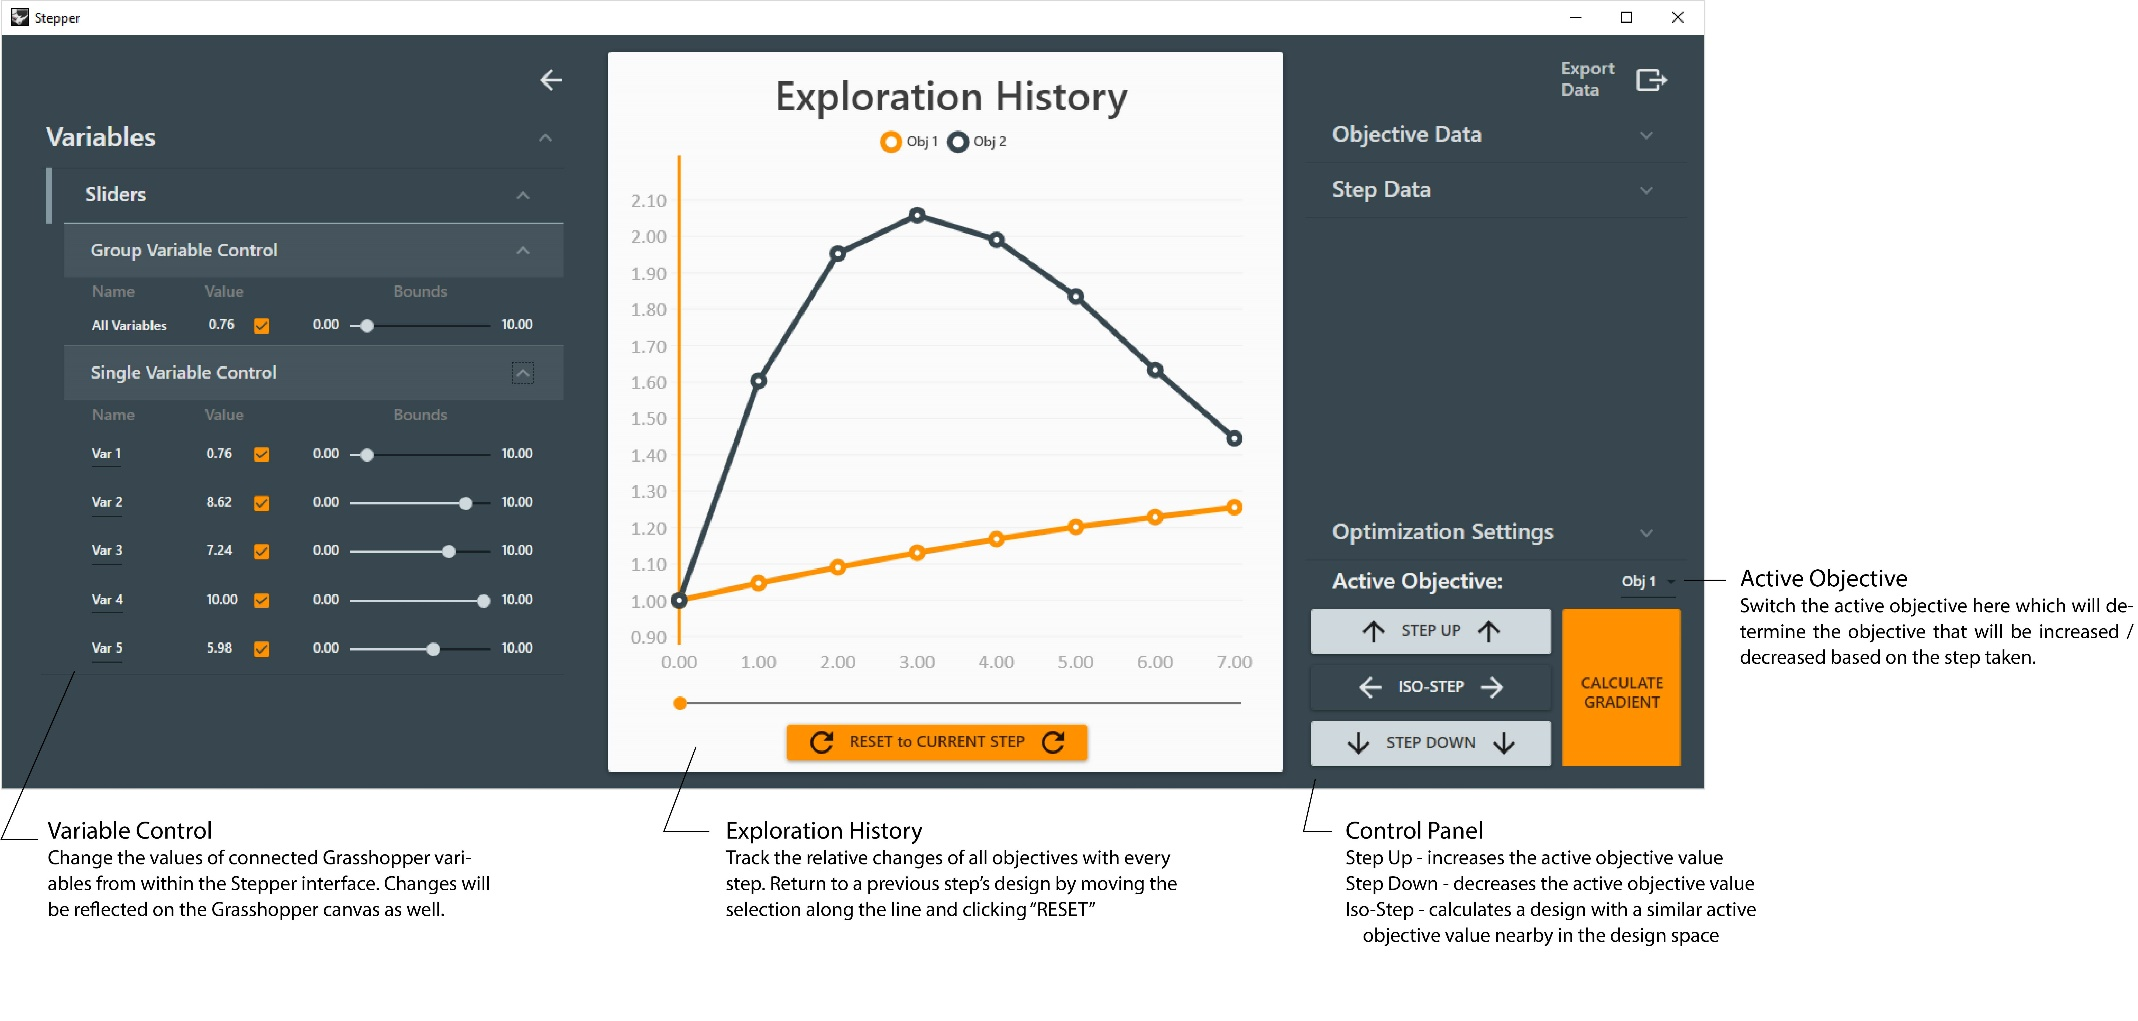 Stepper
Variables
Sliders
Group Variable Control
Name Value Bounds
All Variables 0.76 0.00 10.00
Single Variable Control
Name Value Bounds
Var 1 0.76 0.00 10.00
Var 2 8.62 0.00 10.00
Var 3 7.24 0.00 10.00
Var 4 10.00 0.00 10.00
Var 5 5.98 0.00 10.00
Exploration History
Obj 1 Obj 2
2.10
2.00
1.90
1.80
1.70
1.60
1.50
1.40
1.30
1.20
1.10
1.00
0.90
0.00 1.00 2.00 3.00 4.00 5.00 6.00 7.00
RESET to CURRENT STEP
Export
Data
Objective Data
Step Data
Optimization Settings
Active Objective: Obj 1
STEP UP
ISO-STEP
STEP DOWN
CALCULATE
GRADIENT
Active Objective
Switch the active objective here which will de-
termine the objective that will be increased /
decreased based on the step taken.
Variable Control
Change the values of connected Grasshopper vari-
ables from within the Stepper interface. Changes will
be reflected on the Grasshopper canvas as well.
Exploration History
Track the relative changes of all objectives with every
step. Return to a previous step's design by moving the
selection along the line and clicking "RESET"
Control Panel
Step Up - increases the active objective value
Step Down - decreases the active objective value
Iso-Step - calculates a design with a similar active
objective value nearby in the design space